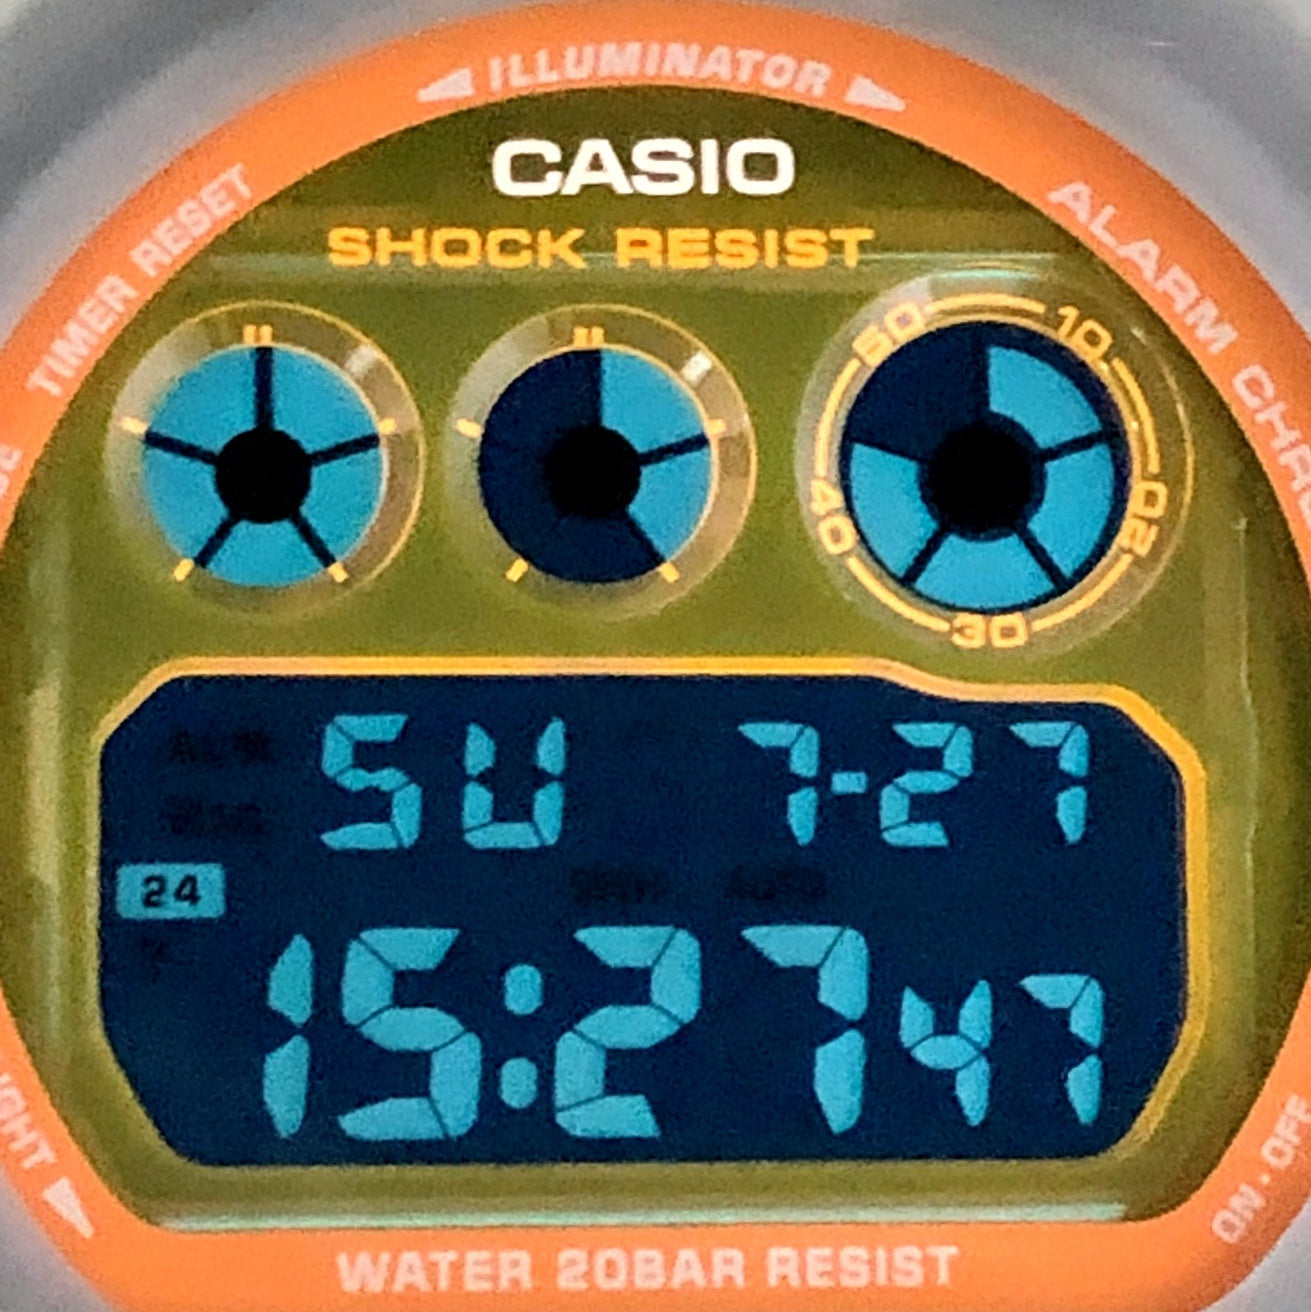 ILLUMINATOR
CASIO
SHOCK RESIST
TIMER RESET
ALARM
50 10
40 20
30
SU 7-27
24
15:27 47
ON·OFF
WATER 20BAR RESIST